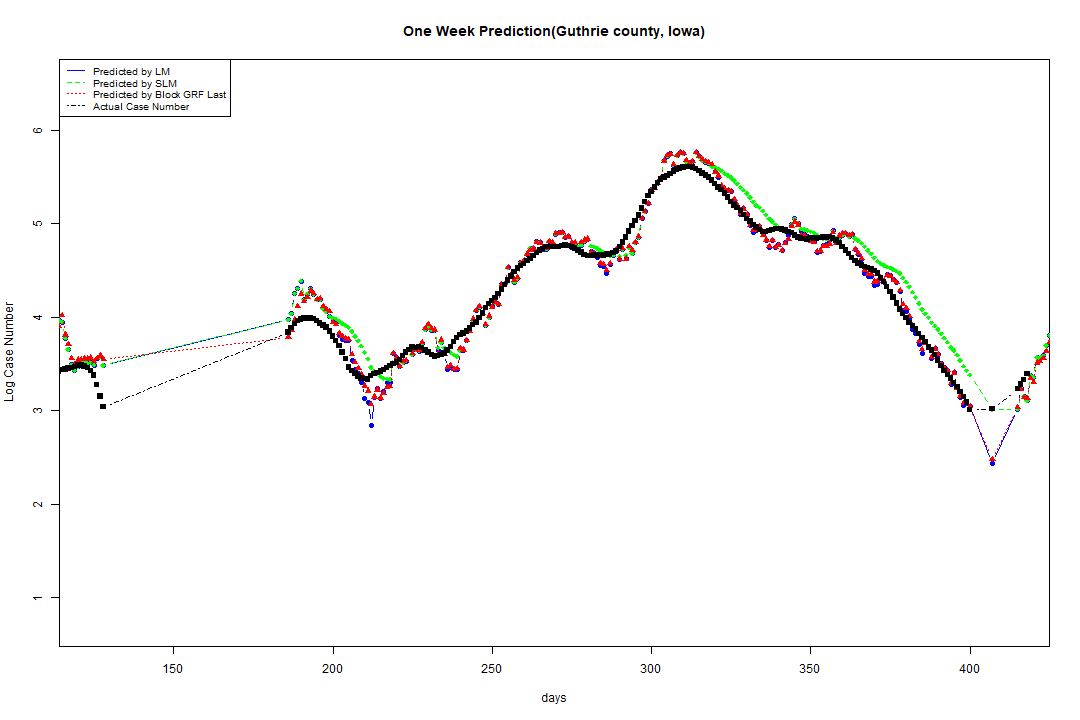 One Week Prediction(Guthrie county, Iowa)
Predicted by LM
Predicted by SLM
Predicted by Block GRF Last
Actual Case Number
Log Case Number
6
5
4
3
2
1
150 200 250 300 350 400
days